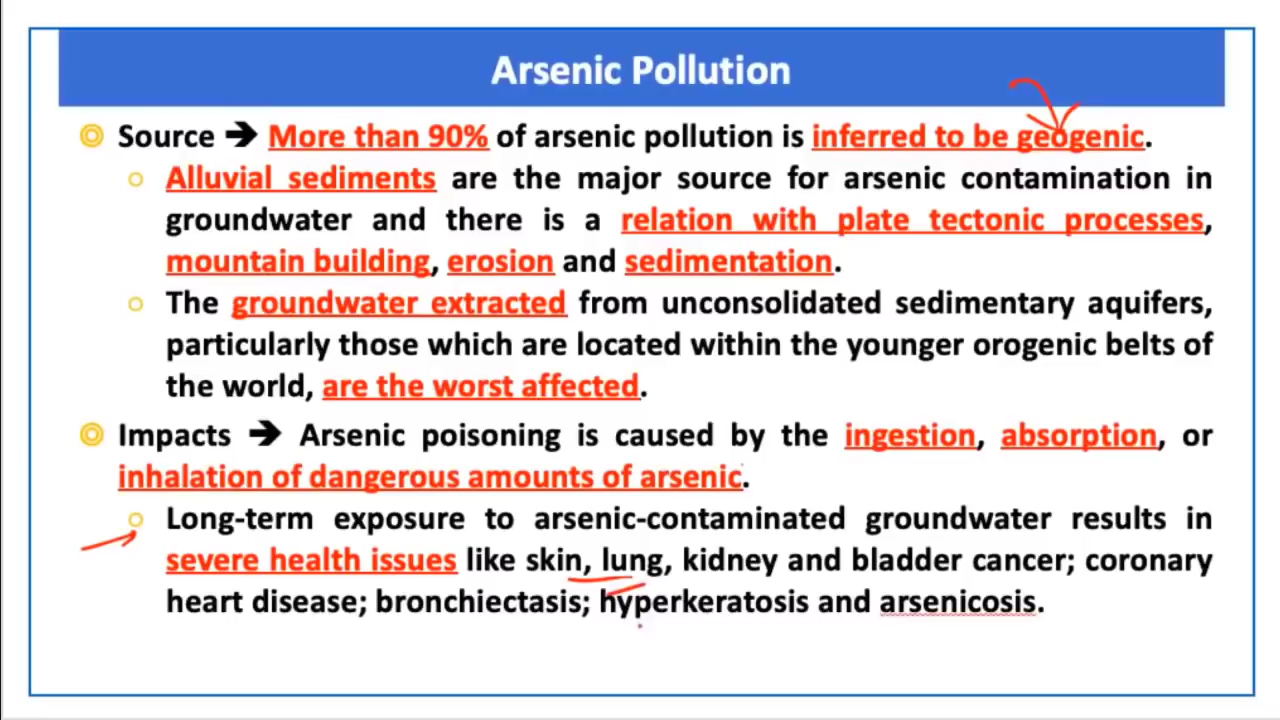 Arsenic Pollution
Source ➔ More than 90% of arsenic pollution is inferred to be geogenic.
Alluvial sediments are the major source for arsenic contamination in
groundwater and there is a relation with plate tectonic processes,
mountain building, erosion and sedimentation.
The groundwater extracted from unconsolidated sedimentary aquifers,
particularly those which are located within the younger orogenic belts of
the world, are the worst affected.
Impacts ➔ Arsenic poisoning is caused by the ingestion, absorption, or
inhalation of dangerous amounts of arsenic.
Long-term exposure to arsenic-contaminated groundwater results in
severe health issues like skin, lung, kidney and bladder cancer; coronary
heart disease; bronchiectasis; hyperkeratosis and arsenicosis.